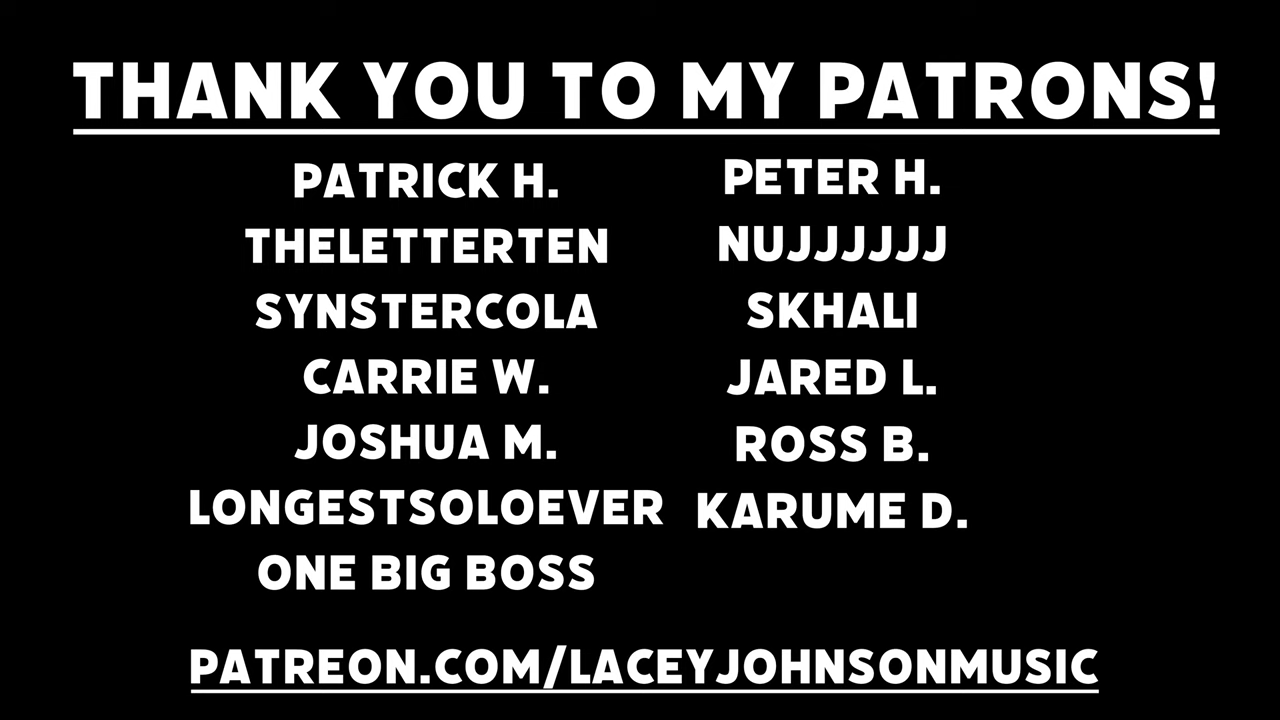 THANK YOU TO MY PATRONS!
PATRICK H.
THELETTERTEN
SYNSTERCOLA
CARRIE W.
JOSHUA M.
LONGESTSOLOEVER
ONE BIG BOSS
PETER H.
NUJJJJJJ
SKHALI
JARED L.
ROSS B.
KARUME D.
PATREON.COM/LACEYJOHNSONMUSIC